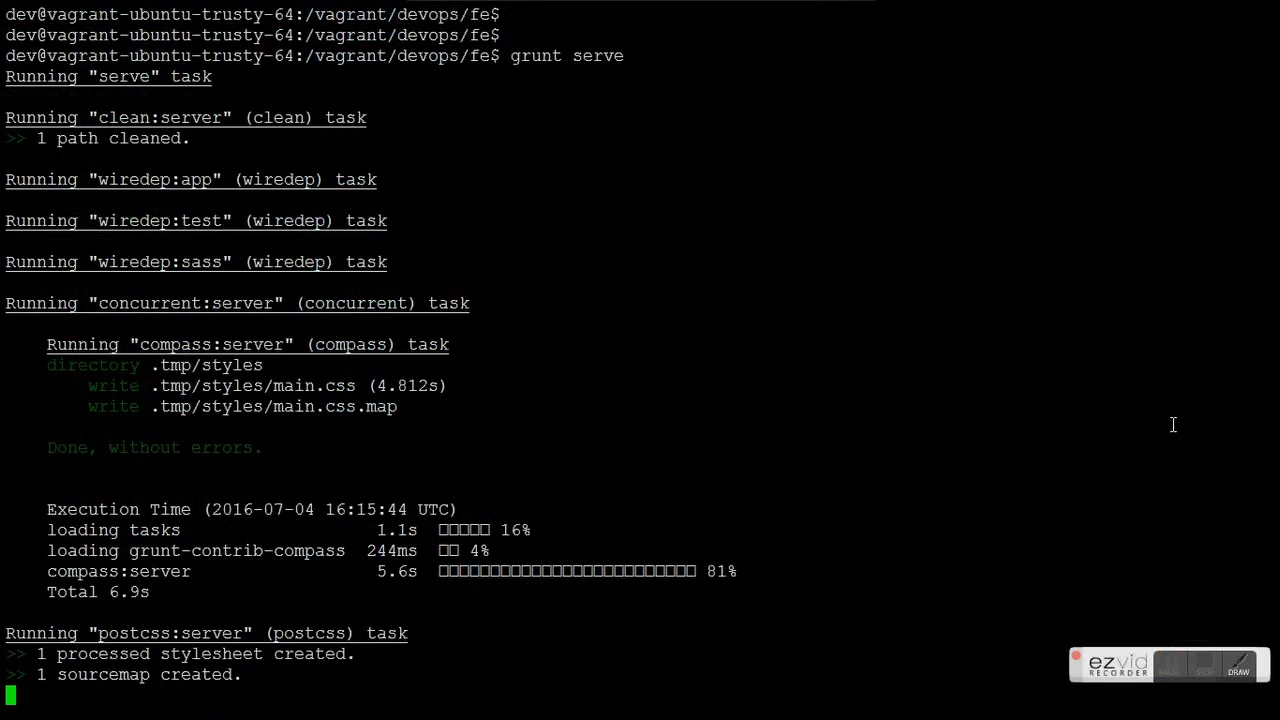 dev@vagrant-ubuntu-trusty-64:/vagrant/devops/fe$
dev@vagrant-ubuntu-trusty-64:/vagrant/devops/fe$
dev@vagrant-ubuntu-trusty-64:/vagrant/devops/fe$ grunt serve
Running "serve" task
Running "clean:server" (clean) task
>> 1 path cleaned.
Running "wiredep:app" (wiredep) task
Running "wiredep:test" (wiredep) task
Running "wiredep:sass" (wiredep) task
Running "concurrent:server" (concurrent) task
Running "compass:server" (compass) task
directory .tmp/styles
write .tmp/styles/main.css (4.812s)
write .tmp/styles/main.css.map
Done, without errors.
Execution Time (2016-07-04 16:15:44 UTC)
loading tasks 1.1s 16%
loading grunt-contrib-compass 244ms 4%
compass:server 5.6s 81%
Total 6.9s
Running "postcss:server" (postcss) task
>> 1 processed stylesheet created.
>> 1 sourcemap created.
ezvid
RECORDER
PAUSE STOP DRAW